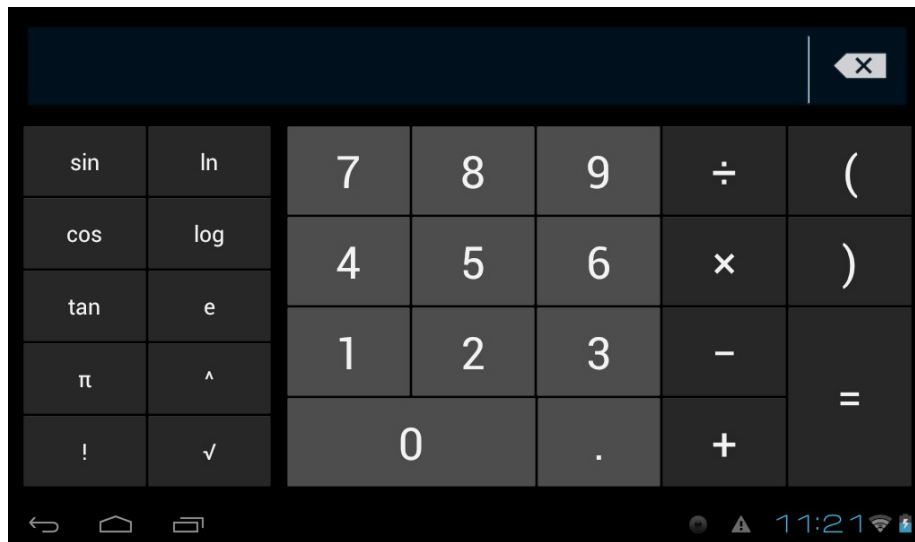 sin ln 7 8 9 ÷ (
cos log 4 5 6 × )
tan e 1 2 3 −
π ^ =
! √ 0 . +
11:21